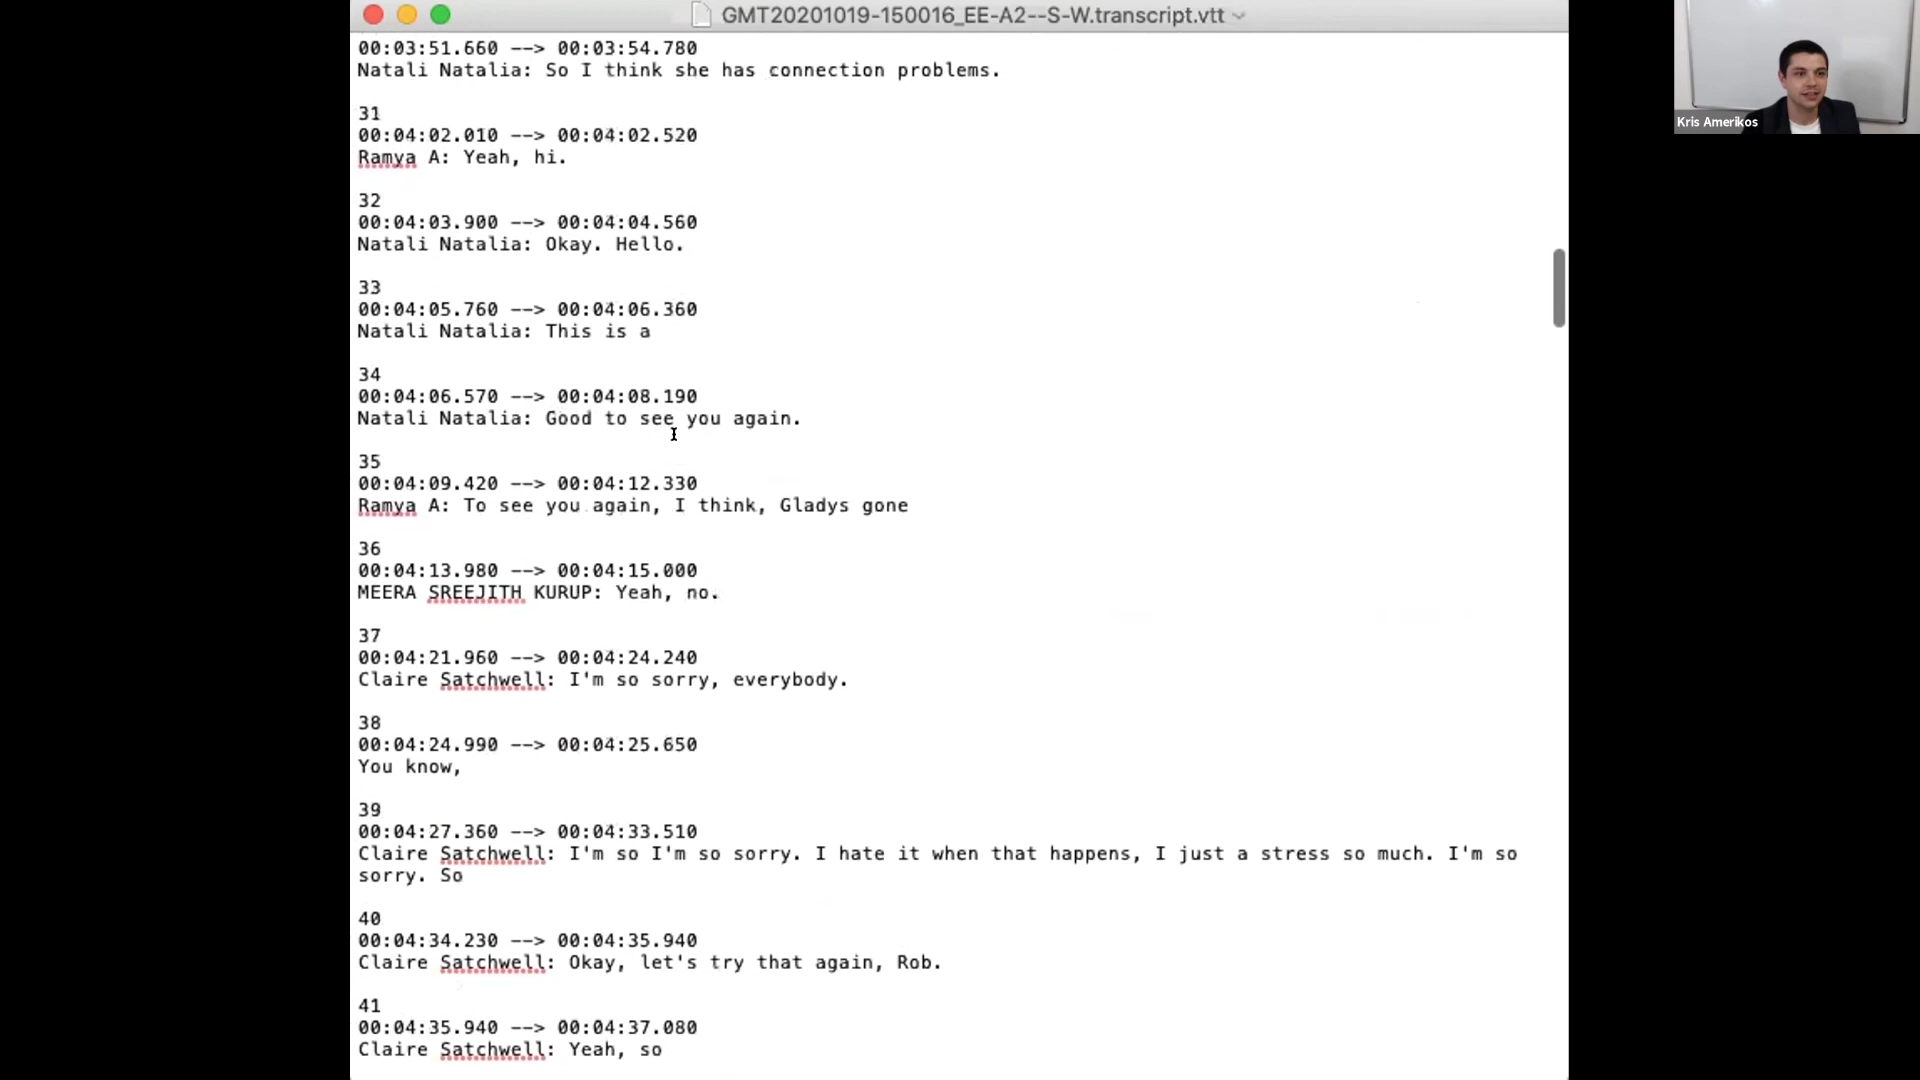 GMT20201019-150016_EE-A2--S-W.transcript.vtt
00:03:51.660 --> 00:03:54.780
Natali Natalia: So I think she has connection problems.
31
00:04:02.010 --> 00:04:02.520
Ramya A: Yeah, hi.
32
00:04:03.900 --> 00:04:04.560
Natali Natalia: Okay. Hello.
33
00:04:05.760 --> 00:04:06.360
Natali Natalia: This is a
34
00:04:06.570 --> 00:04:08.190
Natali Natalia: Good to see you again.
35
00:04:09.420 --> 00:04:12.330
Ramya A: To see you again, I think, Gladys gone
36
00:04:13.980 --> 00:04:15.000
MEERA SREEJITH KURUP: Yeah, no.
37
00:04:21.960 --> 00:04:24.240
Claire Satchwell: I'm so sorry, everybody.
38
00:04:24.990 --> 00:04:25.650
You know,
39
00:04:27.360 --> 00:04:33.510
Claire Satchwell: I'm so I'm so sorry. I hate it when that happens, I just a stress so much. I'm so
sorry. So
40
00:04:34.230 --> 00:04:35.940
Claire Satchwell: Okay, let's try that again, Rob.
41
00:04:35.940 --> 00:04:37.080
Claire Satchwell: Yeah, so
Kris Amerikos